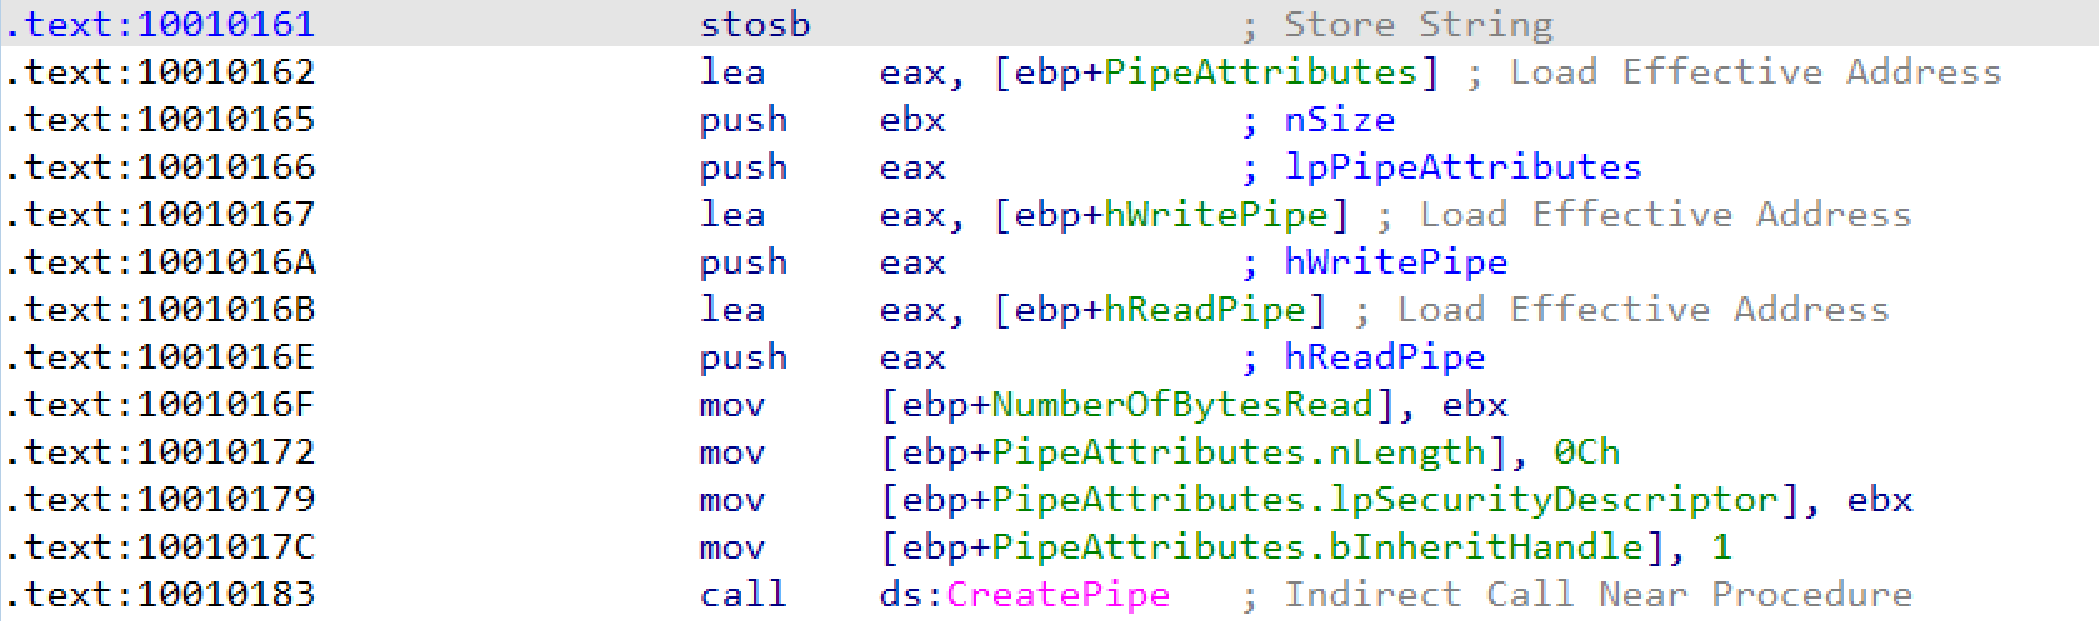 .text:10010161 stosb ; Store String
.text:10010162 lea eax, [ebp+PipeAttributes] ; Load Effective Address
.text:10010165 push ebx ; nSize
.text:10010166 push eax ; lpPipeAttributes
.text:10010167 lea eax, [ebp+hWritePipe] ; Load Effective Address
.text:1001016A push eax ; hWritePipe
.text:1001016B lea eax, [ebp+hReadPipe] ; Load Effective Address
.text:1001016E push eax ; hReadPipe
.text:1001016F mov [ebp+NumberOfBytesRead], ebx
.text:10010172 mov [ebp+PipeAttributes.nLength], 0Ch
.text:10010179 mov [ebp+PipeAttributes.lpSecurityDescriptor], ebx
.text:1001017C mov [ebp+PipeAttributes.bInheritHandle], 1
.text:10010183 call ds:CreatePipe ; Indirect Call Near Procedure